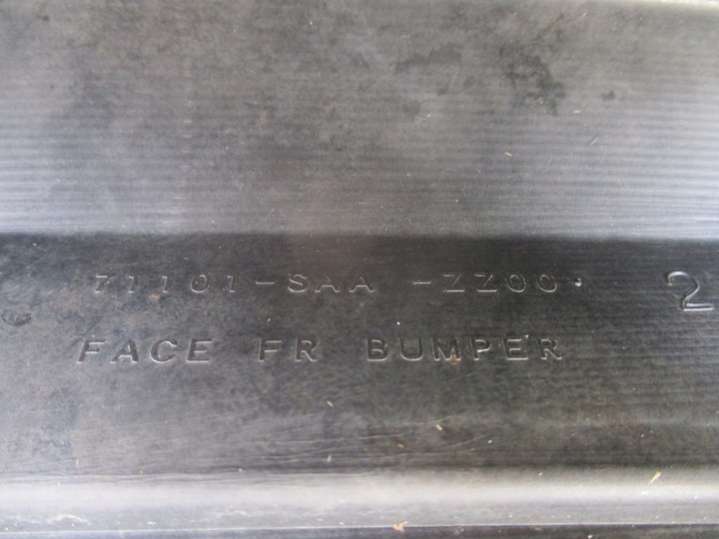 71101-SAA -ZZ00
2
FACE FR BUMPER